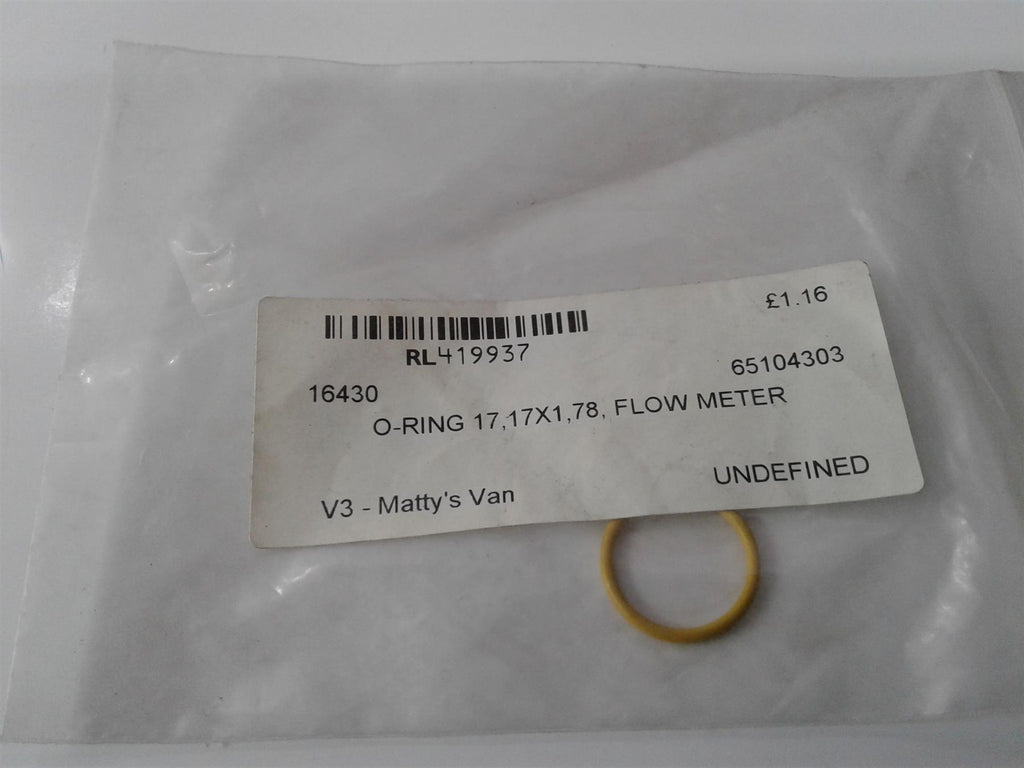 £1.16
RL419937
16430 65104303
O-RING 17,17X1,78, FLOW METER
V3 - Matty's Van UNDEFINED